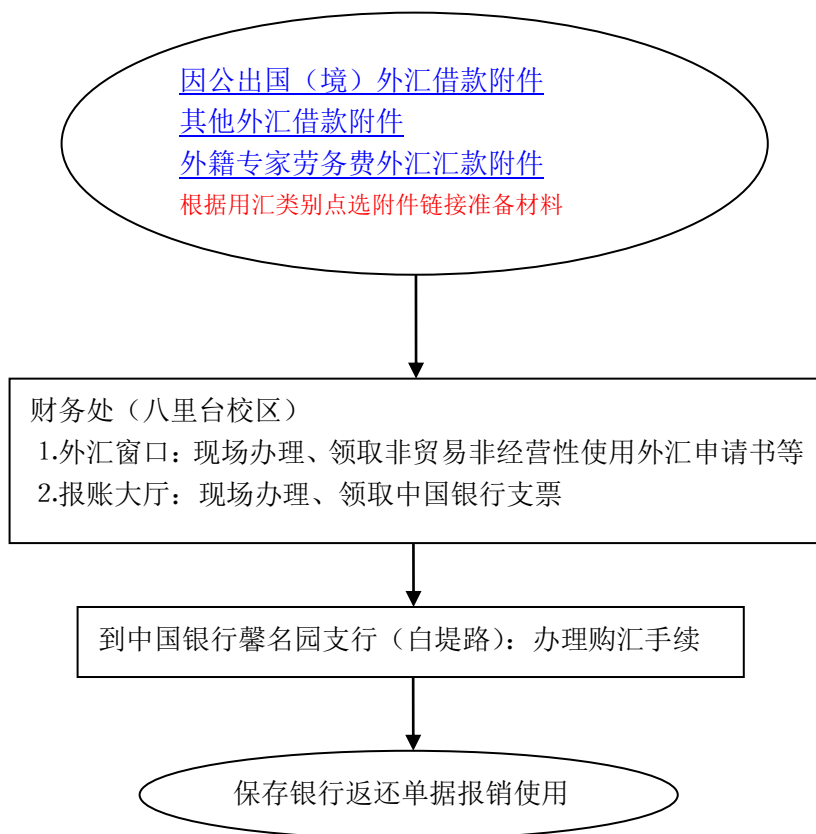 因公出国（境）外汇借款附件
其他外汇借款附件
外籍专家劳务费外汇汇款附件
根据用汇类别点选附件链接准备材料
财务处（八里台校区）
1.外汇窗口：现场办理、领取非贸易非经营性使用外汇申请书等
2.报账大厅：现场办理、领取中国银行支票
到中国银行馨名园支行（白堤路）：办理购汇手续
保存银行返还单据报销使用